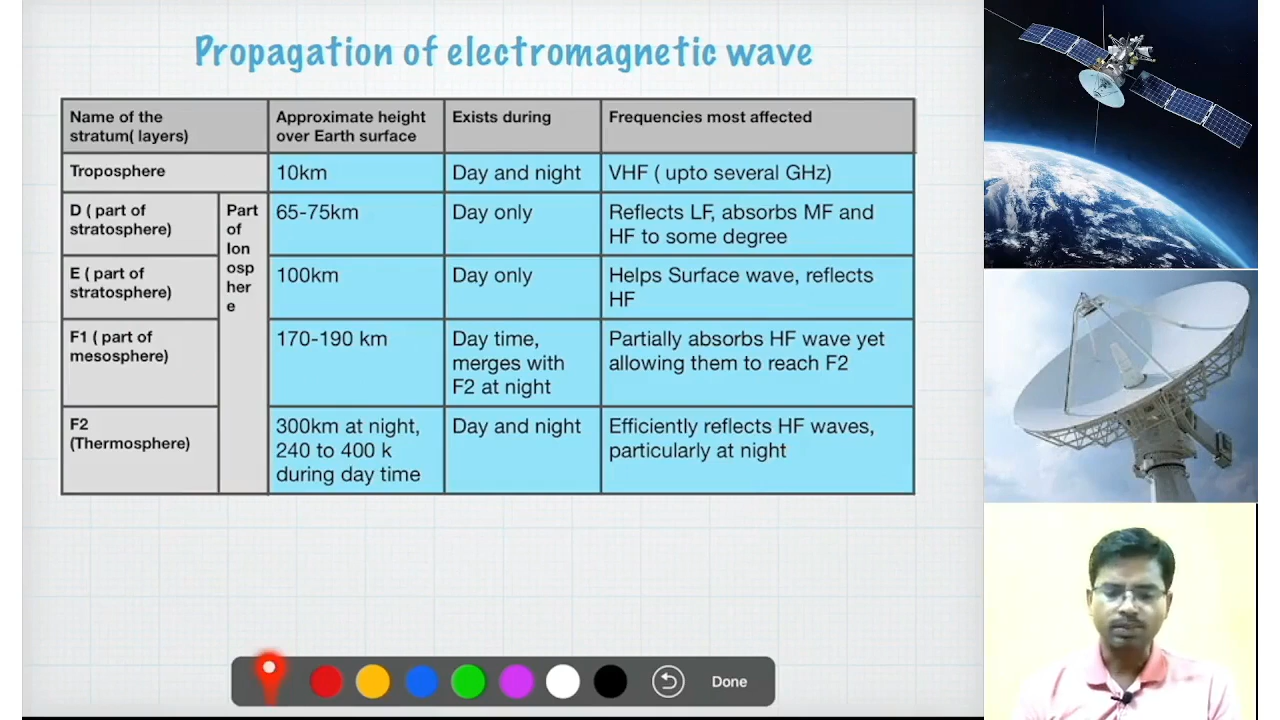 Propagation of electromagnetic wave
Name of the
stratum( layers)
Approximate height
over Earth surface
Exists during
Frequencies most affected
Troposphere
10km
Day and night
VHF ( upto several GHz)
D ( part of
stratosphere)
Part
of
Ion
osp
her
e
65-75km
Day only
Reflects LF, absorbs MF and
HF to some degree
E ( part of
stratosphere)
100km
Day only
Helps Surface wave, reflects
HF
F1 ( part of
mesosphere)
170-190 km
Day time,
merges with
F2 at night
Partially absorbs HF wave yet
allowing them to reach F2
F2
(Thermosphere)
300km at night,
240 to 400 k
during day time
Day and night
Efficiently reflects HF waves,
particularly at night
Done